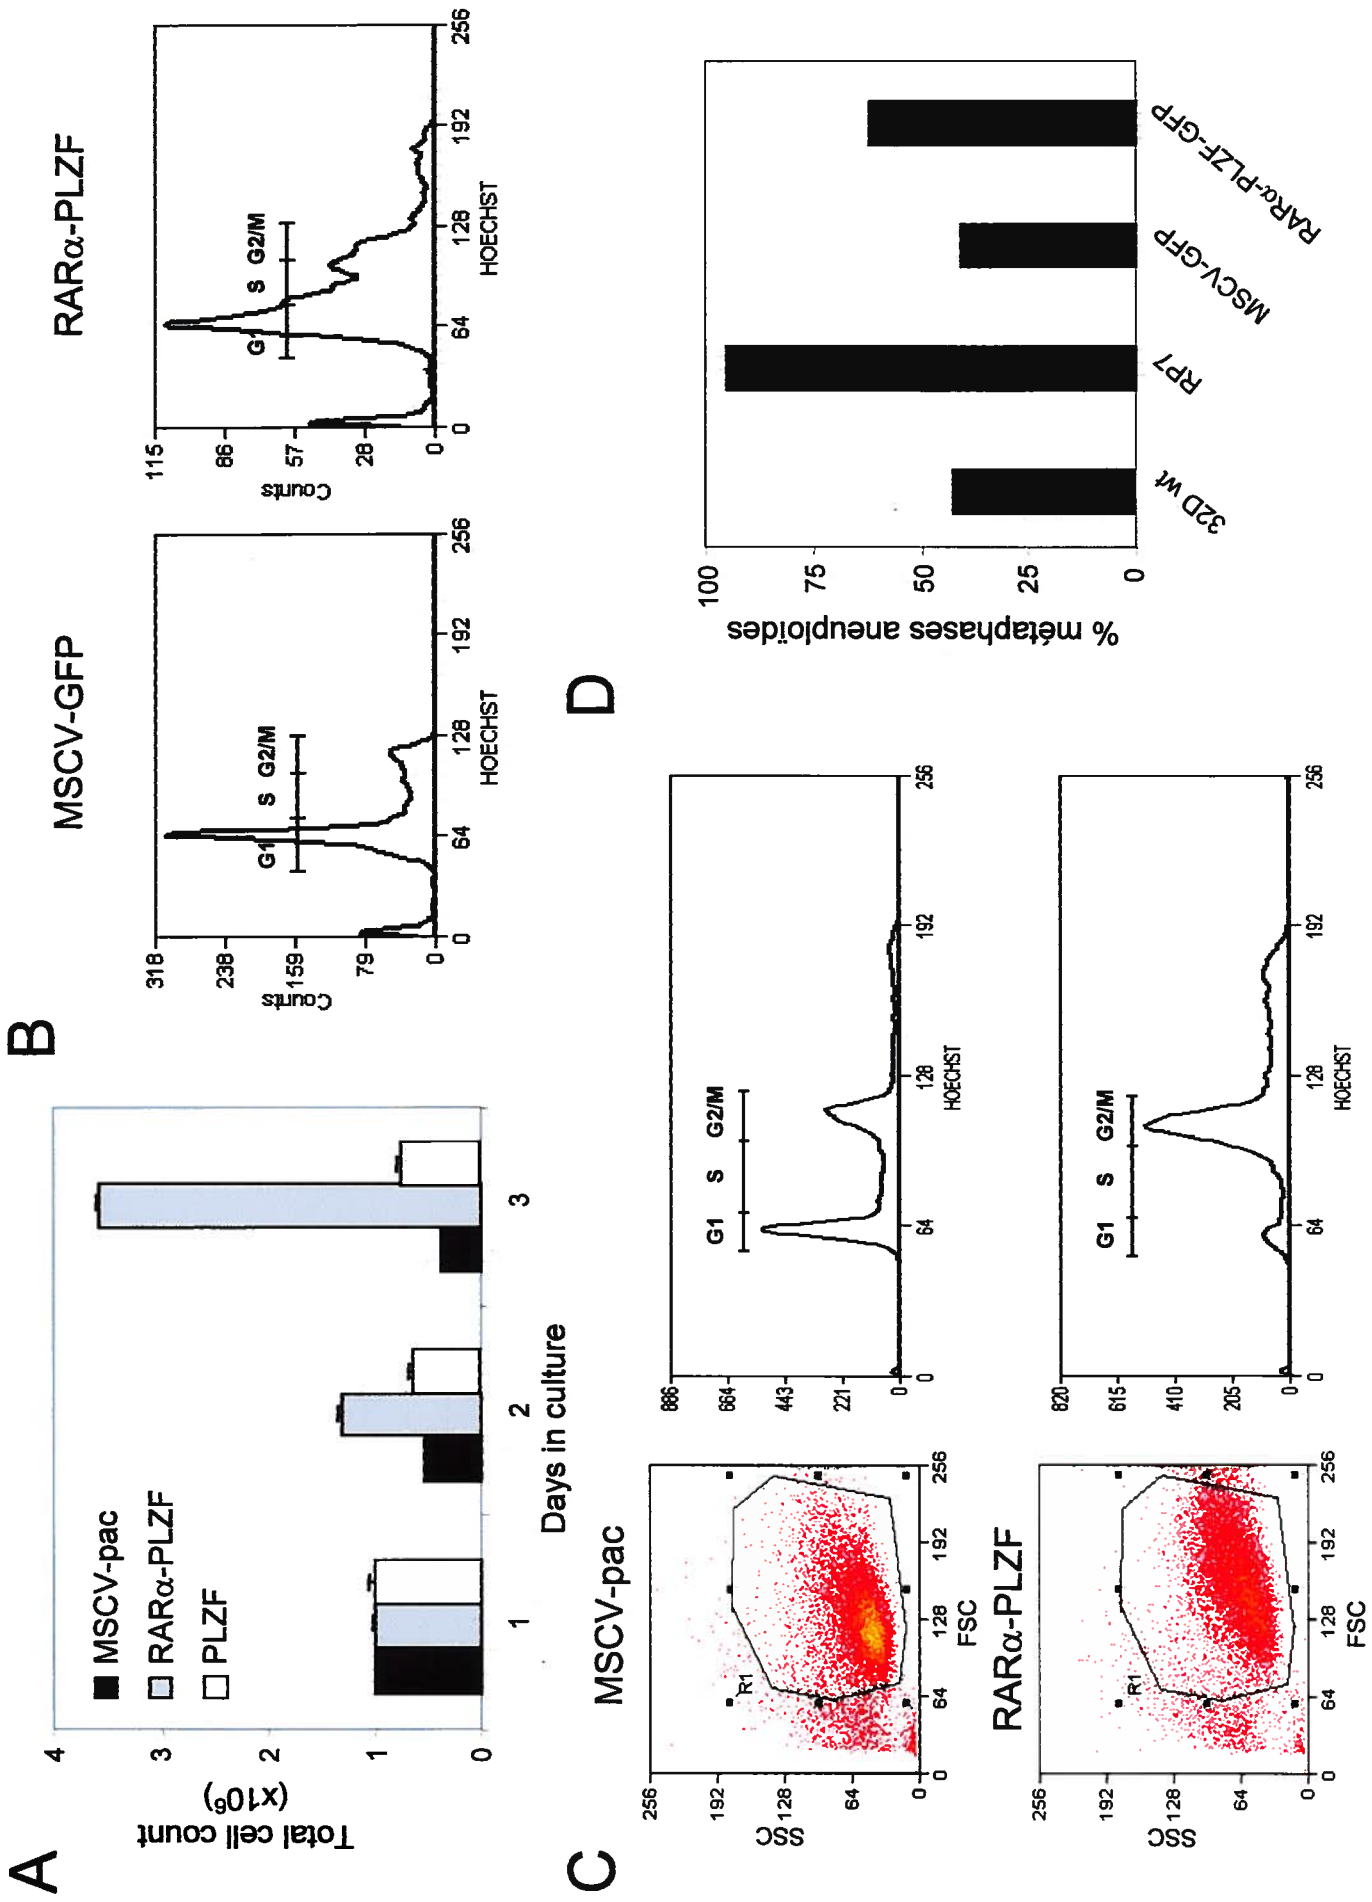 A
Total cell count
(x10⁶)
4
3
2
1
0
MSCV-pac
RARα-PLZF
PLZF
1
2
3
Days in culture
B
MSCV-GFP
Counts
318
238
159
79
0
G1
S
G2/M
0
64
128
192
256
HOECHST
RARα-PLZF
Counts
115
86
57
28
0
G1
S
G2/M
0
64
128
192
256
HOECHST
C
MSCV-pac
SSC
256
192
128
64
0
R1
0
64
128
192
256
FSC
886
664
443
221
0
G1
S
G2/M
0
64
128
192
256
HOECHST
RARα-PLZF
SSC
256
192
128
64
0
R1
0
64
128
192
256
FSC
820
615
410
205
0
G1
S
G2/M
0
64
128
192
256
HOECHST
D
% métaphases aneuploïdes
100
75
50
25
0
32D wt
RP7
MSCV-GFP
RARα-PLZF-GFP